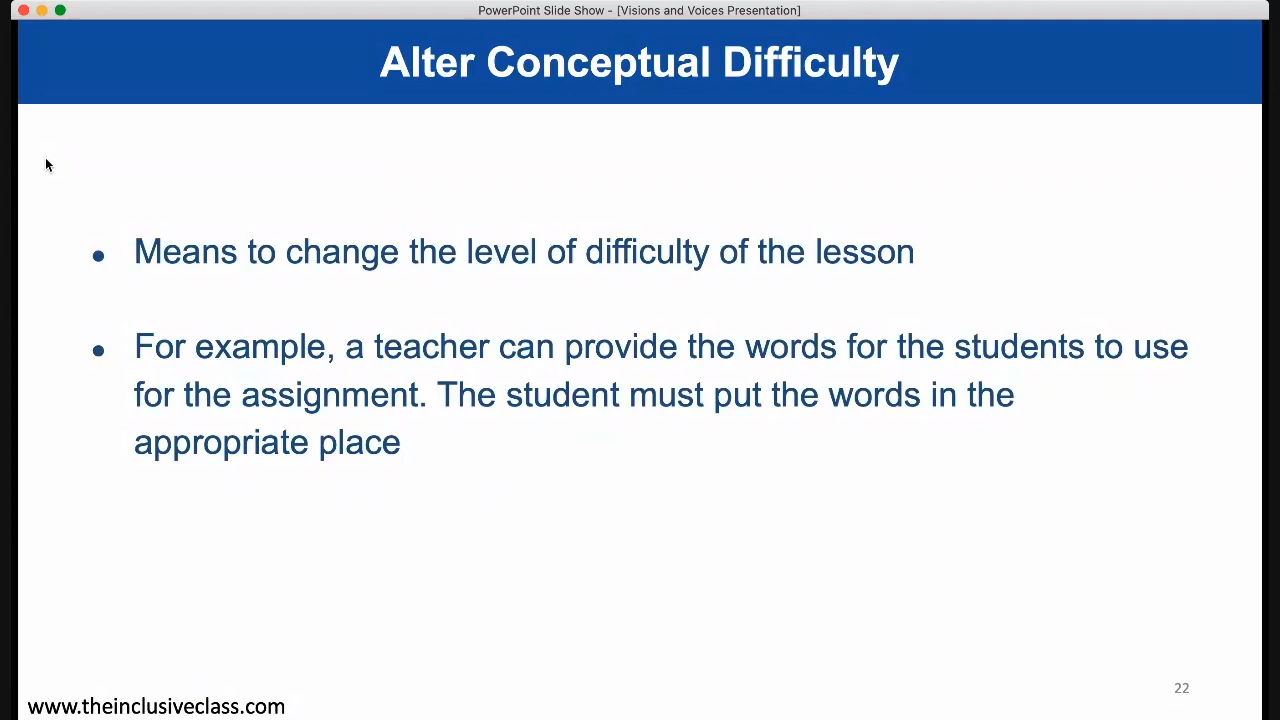 PowerPoint Slide Show - [Visions and Voices Presentation]
Alter Conceptual Difficulty
• Means to change the level of difficulty of the lesson
• For example, a teacher can provide the words for the students to use
for the assignment. The student must put the words in the
appropriate place
22
www.theinclusiveclass.com